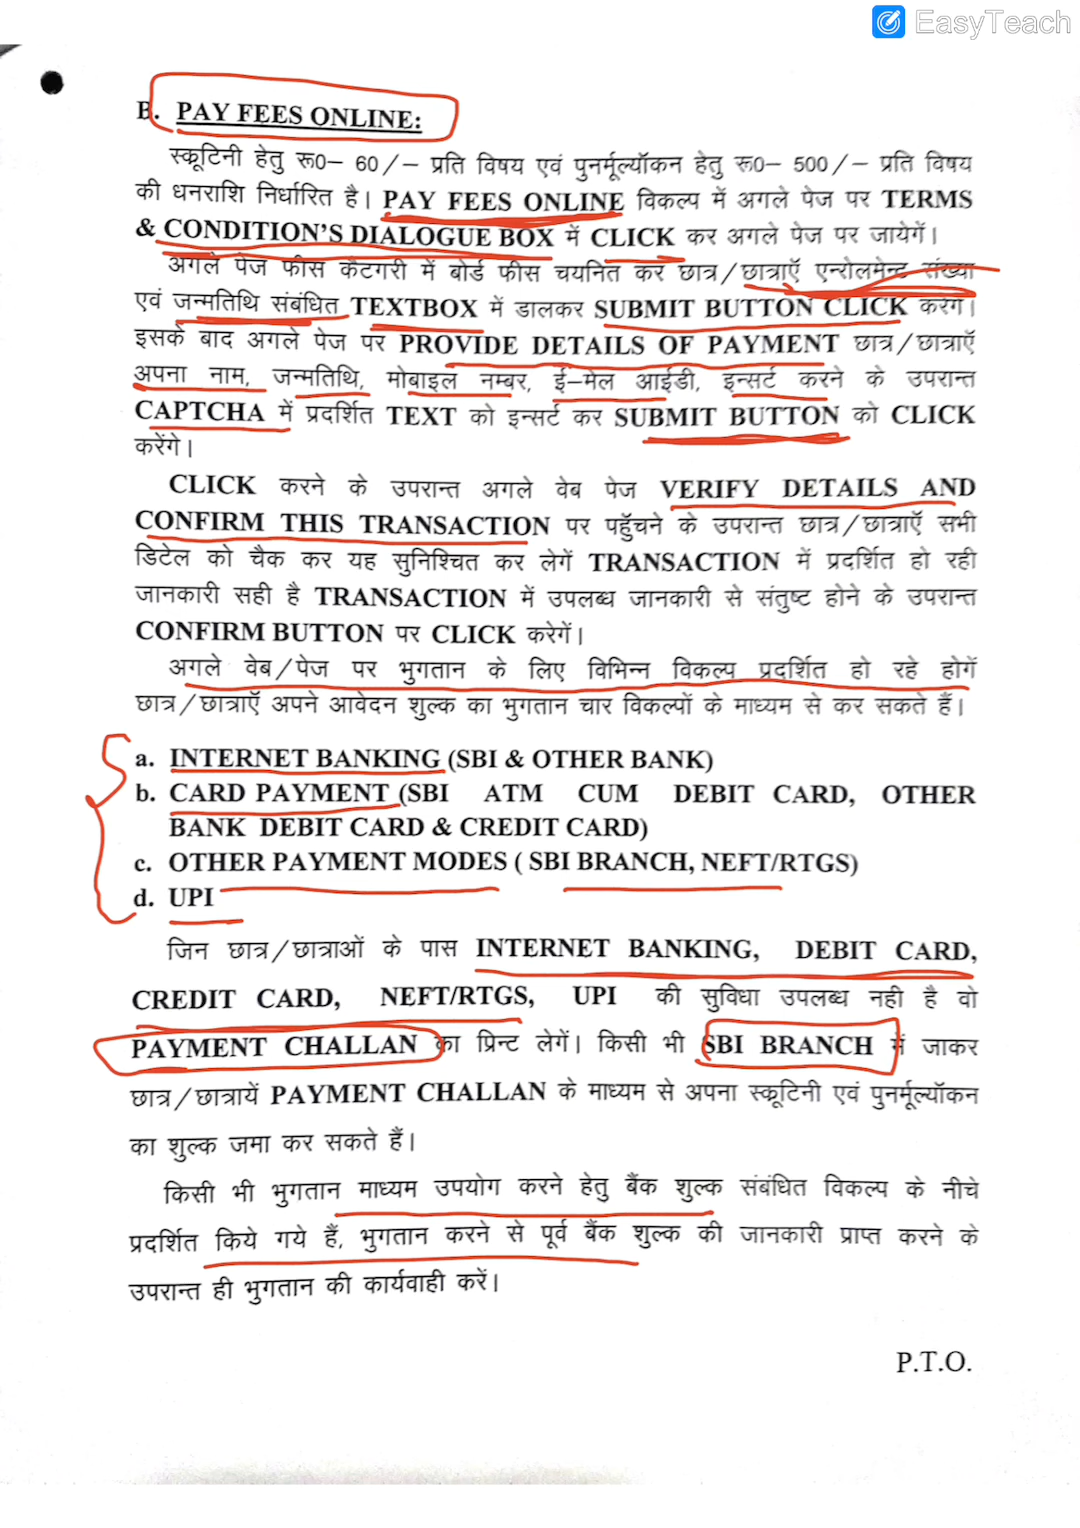 EasyTeach
B. PAY FEES ONLINE:
स्कूटिनी हेतु रू0– 60/– प्रति विषय एवं पुनर्मूल्यॉकन हेतु रू0– 500/– प्रति विषय
की धनराशि निर्धारित है। PAY FEES ONLINE विकल्प में अगले पेज पर TERMS
& CONDITION'S DIALOGUE BOX में CLICK कर अगले पेज पर जायेगें।
अगले पेज फीस कैटगरी में बोर्ड फीस चयनित कर छात्र/छात्राऍ एन्रोलमेन्ट संख्या
एवं जन्मतिथि संबंधित TEXTBOX में डालकर SUBMIT BUTTON CLICK करेगें।
इसके बाद अगले पेज पर PROVIDE DETAILS OF PAYMENT छात्र/छात्राऍ
अपना नाम, जन्मतिथि, मोबाइल नम्बर, ई–मेल आईडी, इन्सर्ट करने के उपरान्त
CAPTCHA में प्रदर्शित TEXT को इन्सर्ट कर SUBMIT BUTTON को CLICK
करेंगे।
CLICK करने के उपरान्त अगले वेब पेज VERIFY DETAILS AND
CONFIRM THIS TRANSACTION पर पहुॅचने के उपरान्त छात्र/छात्राऍ सभी
डिटेल को चैक कर यह सुनिश्चित कर लेगें TRANSACTION में प्रदर्शित हो रही
जानकारी सही है TRANSACTION में उपलब्ध जानकारी से संतुष्ट होने के उपरान्त
CONFIRM BUTTON पर CLICK करेगें।
अगले वेब/पेज पर भुगतान के लिए विभिन्न विकल्प प्रदर्शित हो रहे होगें
छात्र/छात्राऍ अपने आवेदन शुल्क का भुगतान चार विकल्पों के माध्यम से कर सकते हैं।
a. INTERNET BANKING (SBI & OTHER BANK)
b. CARD PAYMENT (SBI ATM CUM DEBIT CARD, OTHER
BANK DEBIT CARD & CREDIT CARD)
c. OTHER PAYMENT MODES ( SBI BRANCH, NEFT/RTGS)
d. UPI
जिन छात्र/छात्राओं के पास INTERNET BANKING, DEBIT CARD,
CREDIT CARD, NEFT/RTGS, UPI की सुविधा उपलब्ध नही है वो
PAYMENT CHALLAN का प्रिन्ट लेगें। किसी भी SBI BRANCH में जाकर
छात्र/छात्रायें PAYMENT CHALLAN के माध्यम से अपना स्कूटिनी एवं पुनर्मूल्यॉकन
का शुल्क जमा कर सकते हैं।
किसी भी भुगतान माध्यम उपयोग करने हेतु बैंक शुल्क संबंधित विकल्प के नीचे
प्रदर्शित किये गये हैं, भुगतान करने से पूर्व बैंक शुल्क की जानकारी प्राप्त करने के
उपरान्त ही भुगतान की कार्यवाही करें।
P.T.O.